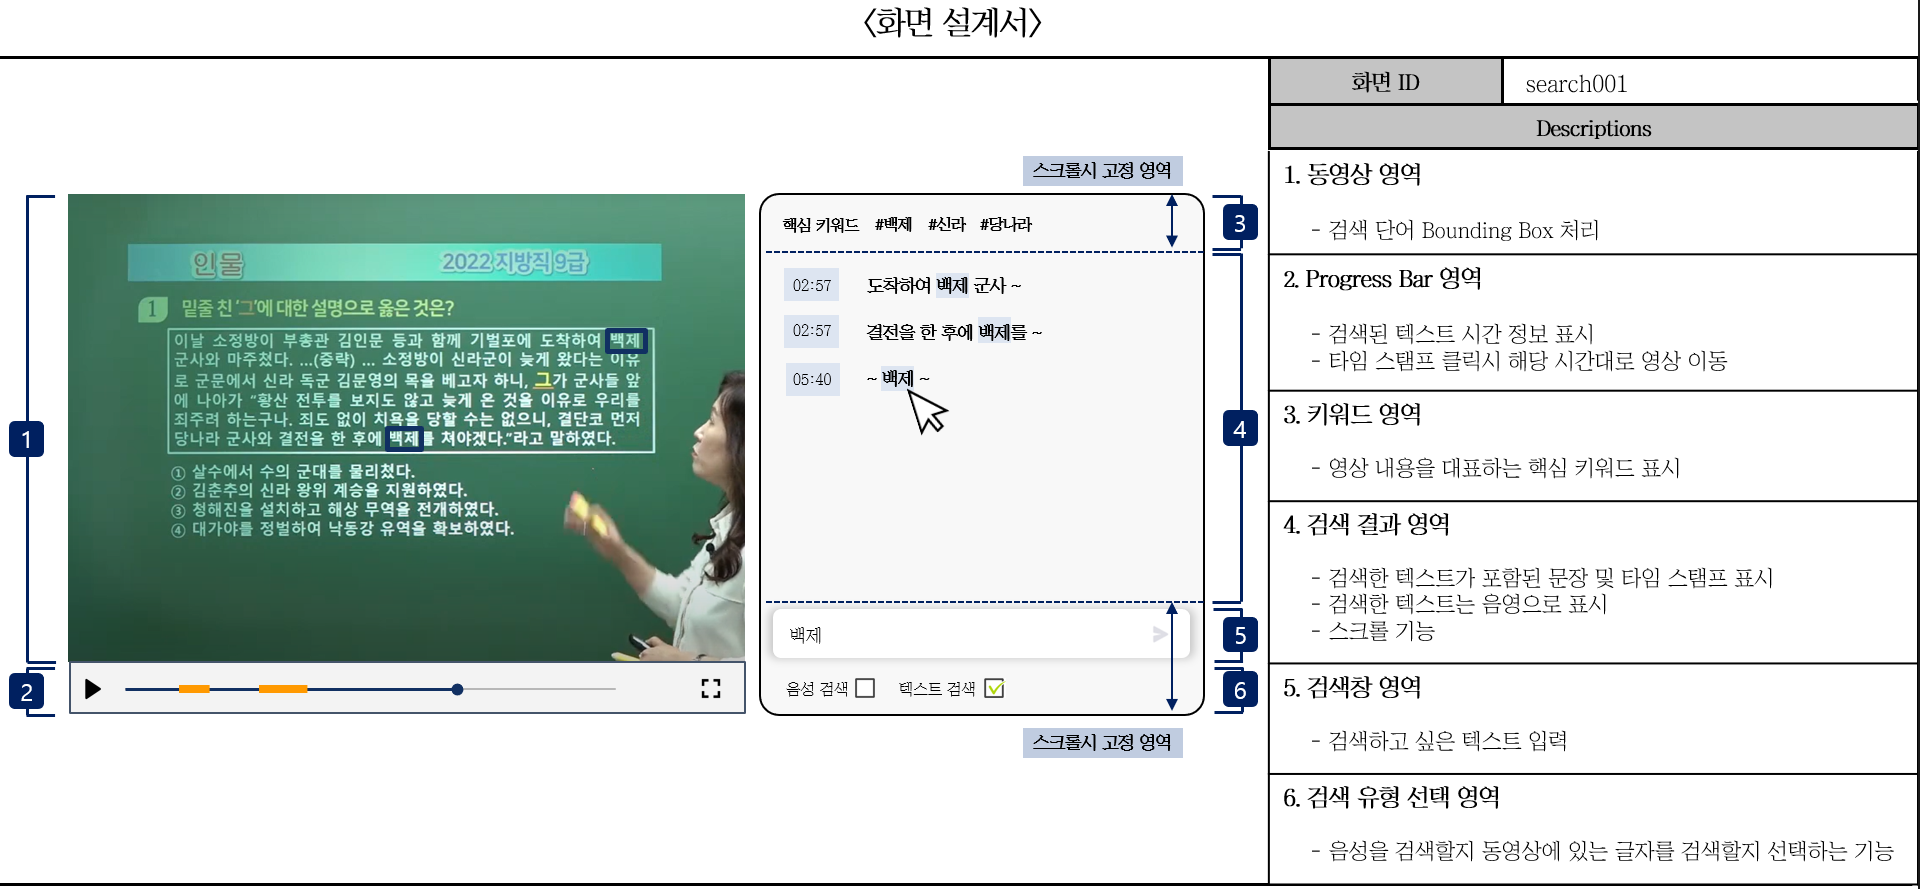 <화면 설계서>
화면 ID
search001
Descriptions
스크롤시 고정 영역
1
인물
2022 지방직 9급
1 밑줄 친 '그'에 대한 설명으로 옳은 것은?
이날 소정방이 부총관 김인문 등과 함께 기벌포에 도착하여 백제
군사와 마주쳤다. …(중략) … 소정방이 신라군이 늦게 왔다는 이유
로 군문에서 신라 독군 김문영의 목을 베고자 하니, 그가 군사들 앞
에 나아가 “황산 전투를 보지도 않고 늦게 온 것을 이유로 우리를
죄주려 하는구나. 죄도 없이 치욕을 당할 수는 없으니, 결단코 먼저
당나라 군사와 결전을 한 후에 백제를 쳐야겠다.”라고 말하였다.
① 살수에서 수의 군대를 물리쳤다.
② 김춘추의 신라 왕위 계승을 지원하였다.
③ 청해진을 설치하고 해상 무역을 전개하였다.
④ 대가야를 정벌하여 낙동강 유역을 확보하였다.
2
핵심 키워드 #백제 #신라 #당나라
3
02:57 도착하여 백제 군사 ~
02:57 결전을 한 후에 백제를 ~
05:40 ~ 백제 ~
4
백제
5
음성 검색 텍스트 검색
6
스크롤시 고정 영역
1. 동영상 영역
- 검색 단어 Bounding Box 처리
2. Progress Bar 영역
- 검색된 텍스트 시간 정보 표시
- 타임 스탬프 클릭시 해당 시간대로 영상 이동
3. 키워드 영역
- 영상 내용을 대표하는 핵심 키워드 표시
4. 검색 결과 영역
- 검색한 텍스트가 포함된 문장 및 타임 스탬프 표시
- 검색한 텍스트는 음영으로 표시
- 스크롤 기능
5. 검색창 영역
- 검색하고 싶은 텍스트 입력
6. 검색 유형 선택 영역
- 음성을 검색할지 동영상에 있는 글자를 검색할지 선택하는 기능